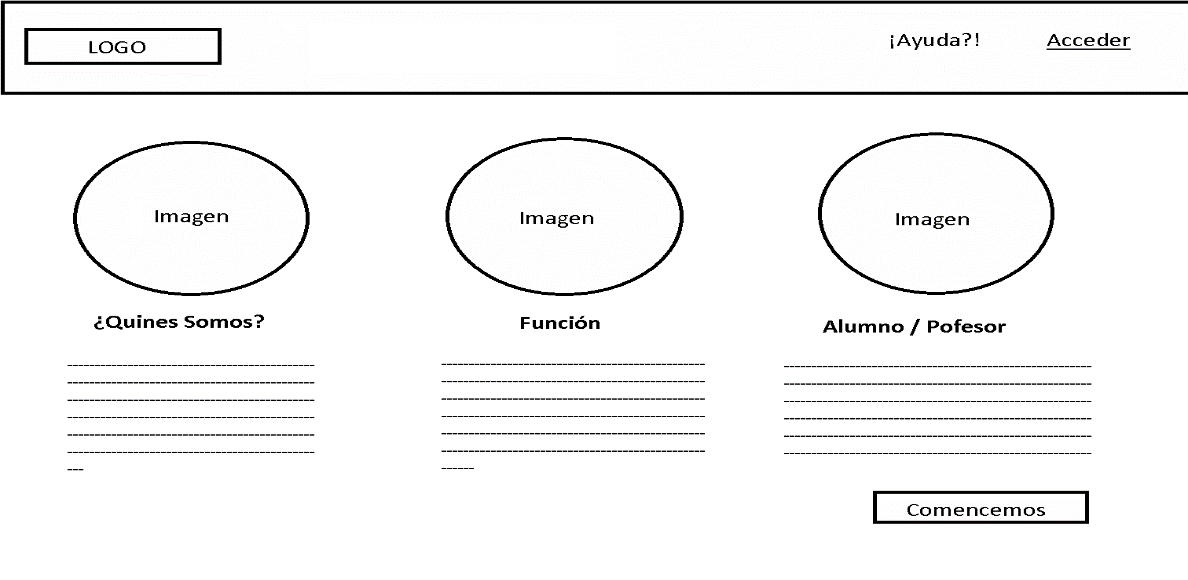 LOGO
¡Ayuda?!
Acceder
Imagen
Imagen
Imagen
¿Quines Somos?
Función
Alumno / Pofesor
Comencemos